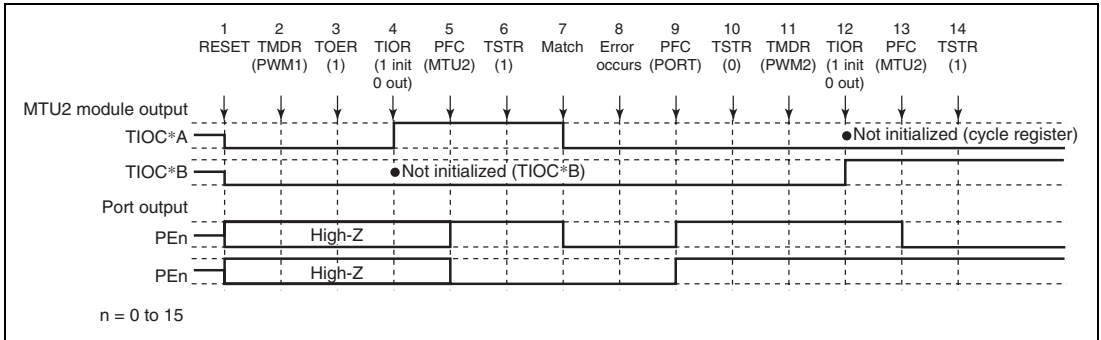 1 2 3 4 5 6 7 8 9 10 11 12 13 14
RESET TMDR TOER TIOR PFC TSTR Match Error PFC TSTR TMDR TIOR PFC TSTR
(PWM1) (1) (1 init (MTU2) (1) occurs (PORT) (0) (PWM2) (1 init (MTU2) (1)
0 out) 0 out)
MTU2 module output
TIOC*A
●Not initialized (cycle register)
TIOC*B
●Not initialized (TIOC*B)
Port output
PEn
High-Z
PEn
High-Z
n = 0 to 15